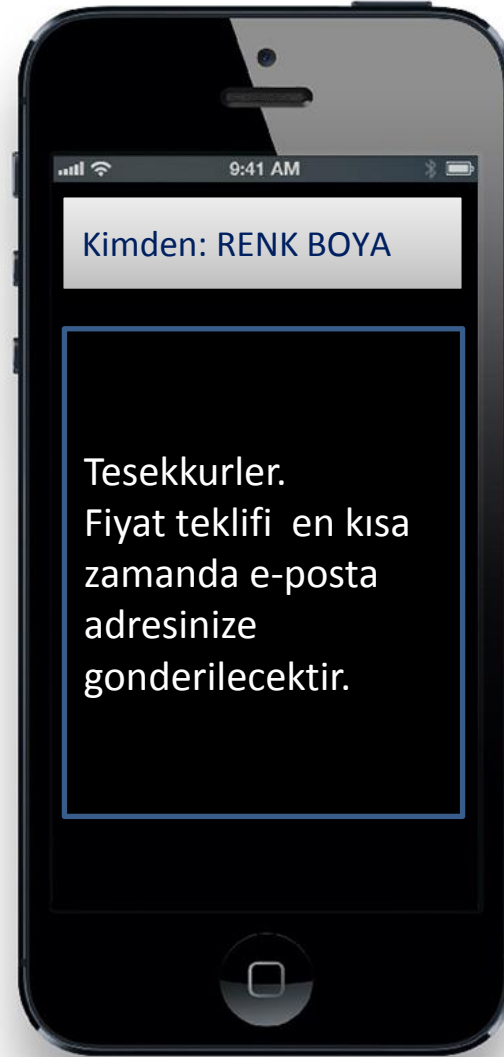 9:41 AM
Kimden: RENK BOYA
Tesekkurler.
Fiyat teklifi  en kısa
zamanda e-posta
adresinize
gonderilecektir.